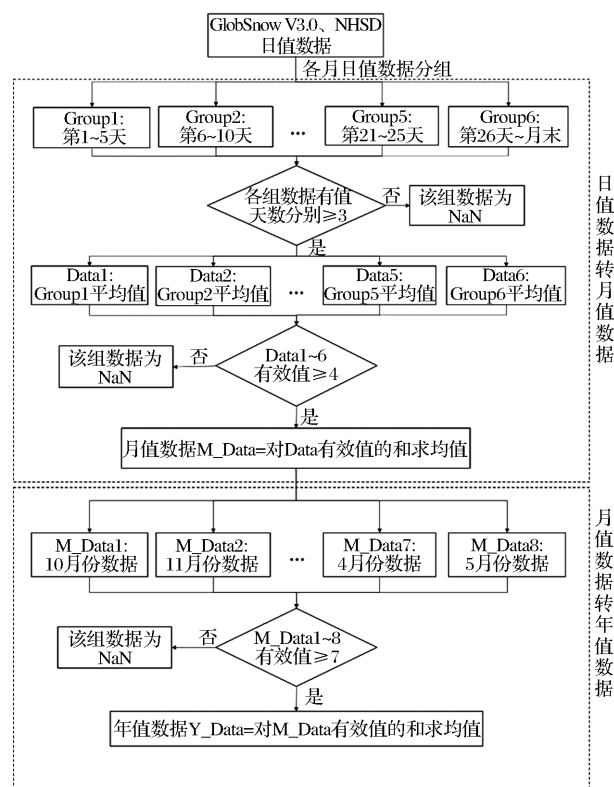 GlobSnow V3.0、NHSD
日值数据
各月日值数据分组
Group1:
第1~5天
Group2:
第6~10天
...
Group5:
第21~25天
Group6:
第26天~月末
各组数据有值
天数分别≥3
否
该组数据为
NaN
是
Data1:
Group1平均值
Data2:
Group2平均值
...
Data5:
Group5平均值
Data6:
Group6平均值
Data1~6
有效值≥4
否
该组数据为
NaN
是
月值数据M_Data=对Data有效值的和求均值
日值数据转月值数据
M_Data1:
10月份数据
M_Data2:
11月份数据
...
M_Data7:
4月份数据
M_Data8:
5月份数据
M_Data1~8
有效值≥7
否
该组数据为
NaN
是
年值数据Y_Data=对M_Data有效值的和求均值
月值数据转年值数据